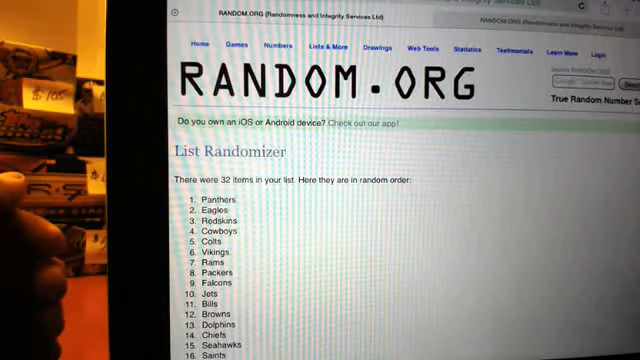 RANDOM.ORG (Randomness and Integrity Services Ltd)
RANDOM.ORG (Randomness and Integrity Services Ltd)
Home Games Numbers Lists & More Drawings Web Tools Statistics Testimonials Learn More Login
RANDOM.ORG
Search RANDOM.ORG
Google
True Random Number
Do you own an iOS or Android device? Check out our app!
List Randomizer
There were 32 items in your list. Here they are in random order:
1. Panthers
2. Eagles
3. Redskins
4. Cowboys
5. Colts
6. Vikings
7. Rams
8. Packers
9. Falcons
10. Jets
11. Bills
12. Browns
13. Dolphins
14. Chiefs
15. Seahawks
16. Saints
$105